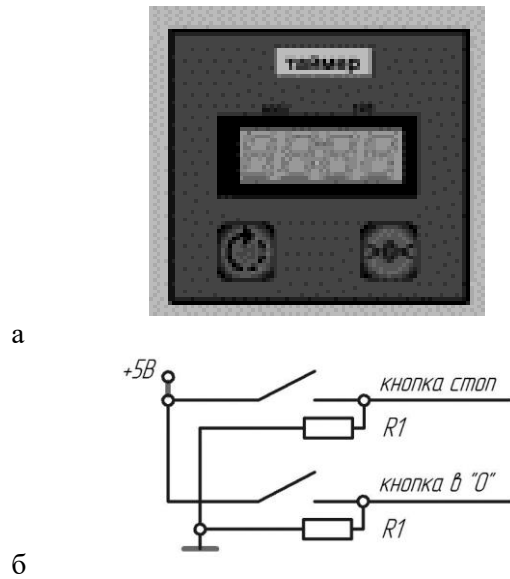 таймер
а
+5В
кнопка стоп
R1
кнопка в "0"
R1
б